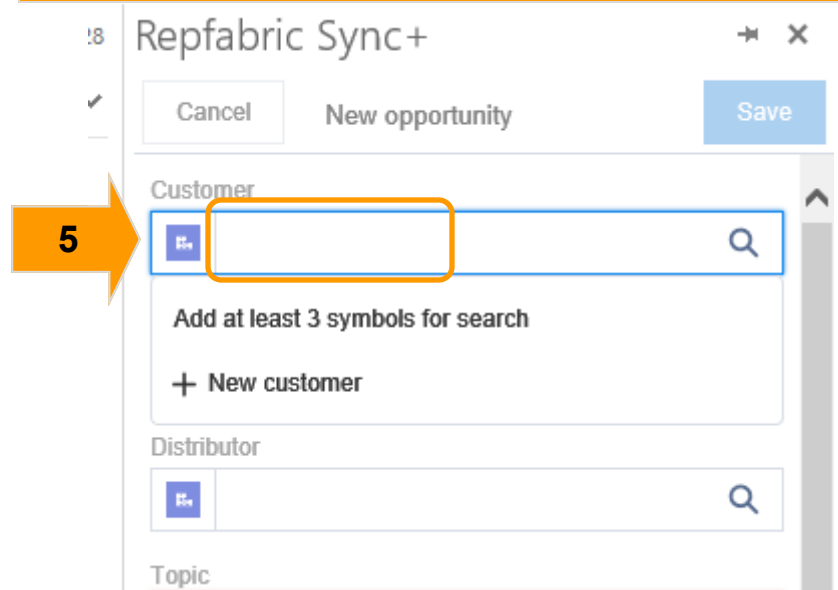 :28
Repfabric Sync+
Cancel
New opportunity
Save
Customer
5
Add at least 3 symbols for search
+ New customer
Distributor
Topic